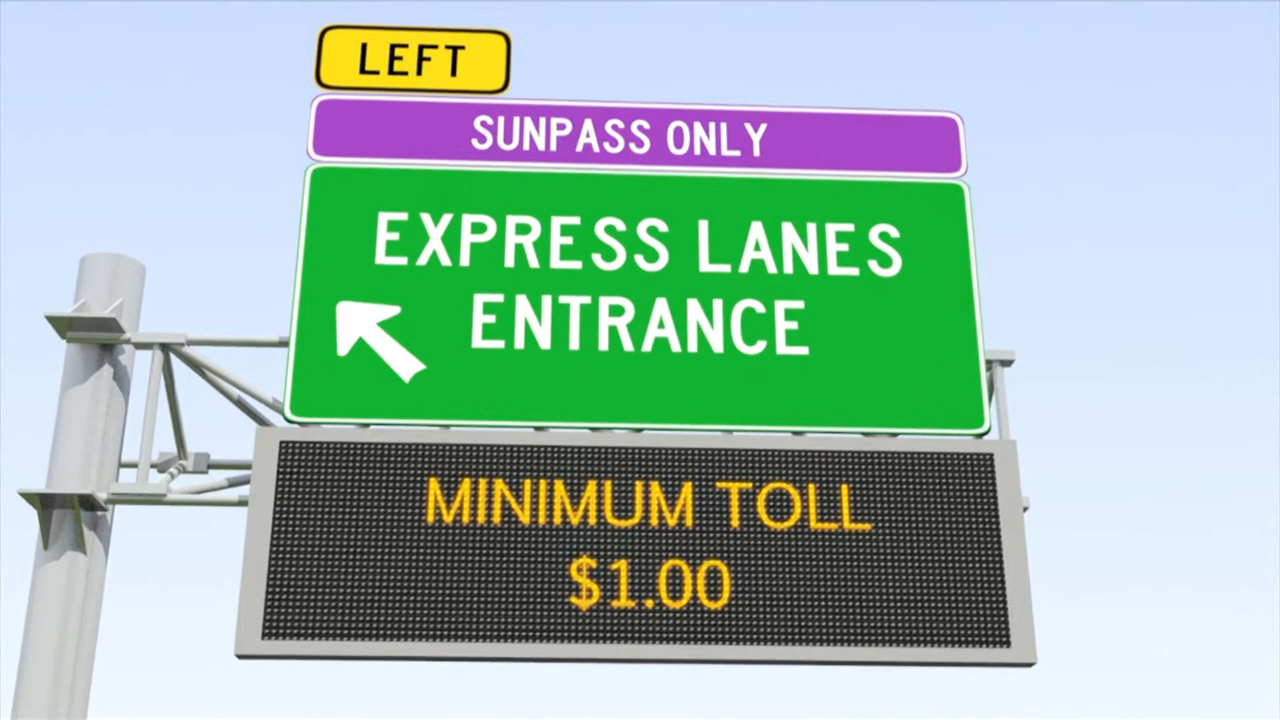 LEFT
SUNPASS ONLY
EXPRESS LANES
ENTRANCE
MINIMUM TOLL
$1.00